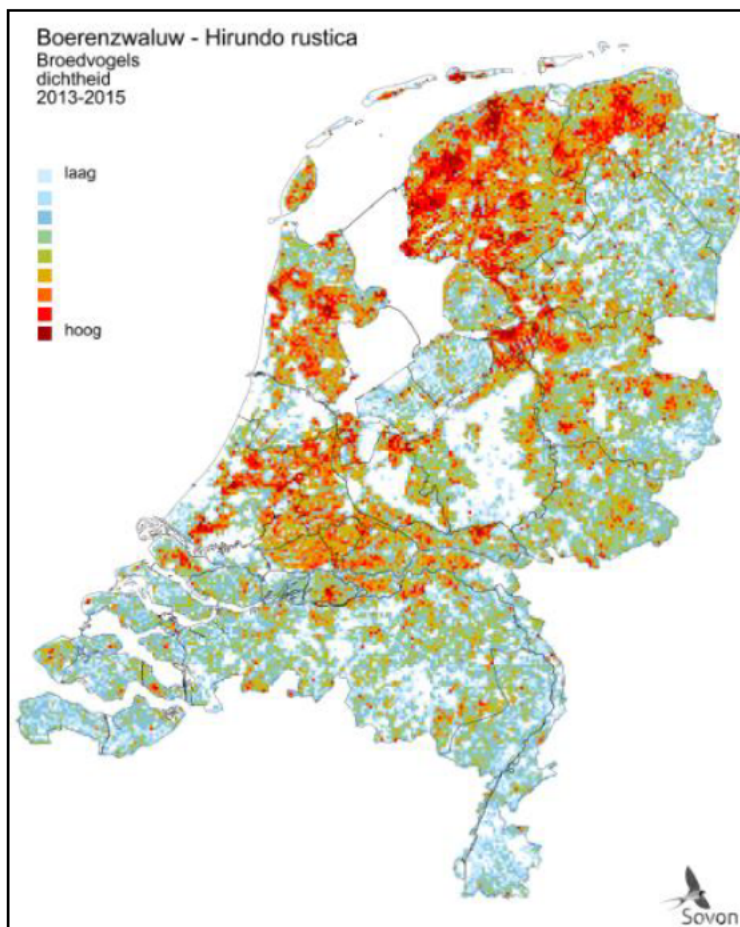 Boerenzwaluw - Hirundo rustica
Broedvogels
dichtheid
2013-2015
laag
hoog
Sovon